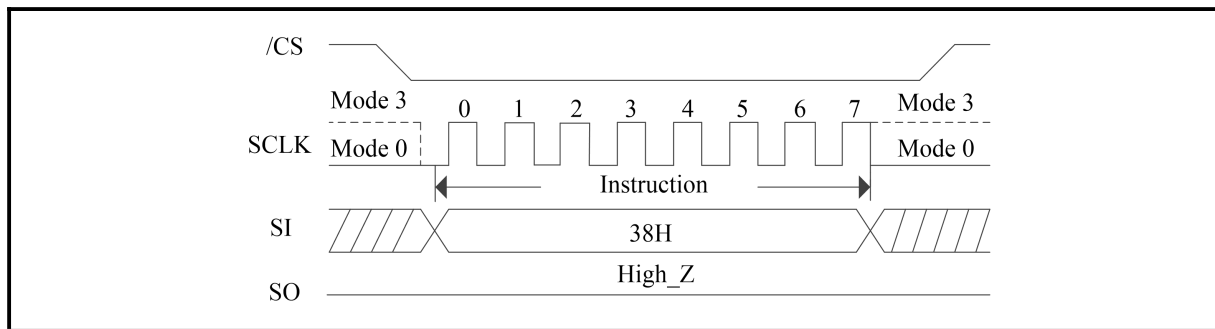 /CS
Mode 3 0 1 2 3 4 5 6 7 Mode 3
SCLK Mode 0 Mode 0
Instruction
SI 38H
High_Z
SO